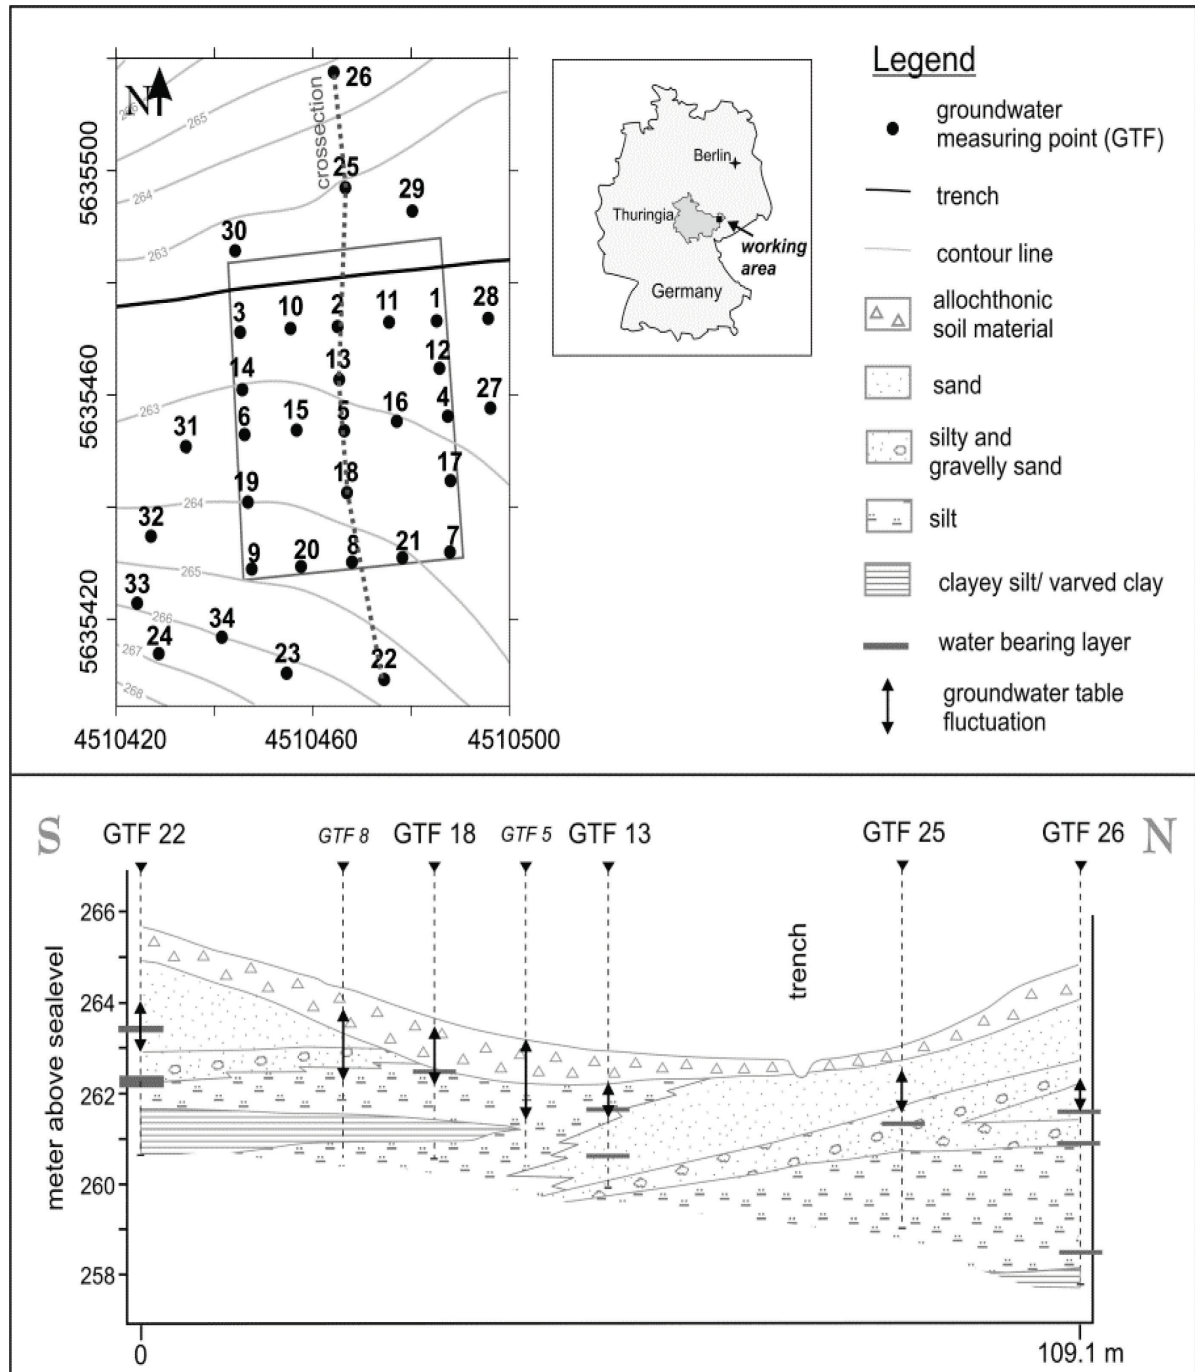 N
26
crossection
265
264
263
25
29
30
3
10
2
11
1
28
14
13
12
263
15
5
16
4
27
6
31
19
18
17
264
32
9
20
8
21
7
265
33
34
266
24
23
22
267
268
5635500
5635460
5635420
4510420
4510460
4510500
Berlin
Thuringia
working
area
Germany
Legend
groundwater
measuring point (GTF)
trench
contour line
allochthonic
soil material
sand
silty and
gravelly sand
silt
clayey silt/ varved clay
water bearing layer
groundwater table
fluctuation
S
GTF 22
GTF 8
GTF 18
GTF 5
GTF 13
GTF 25
GTF 26
N
meter above sealevel
266
264
262
260
258
trench
0
109.1 m